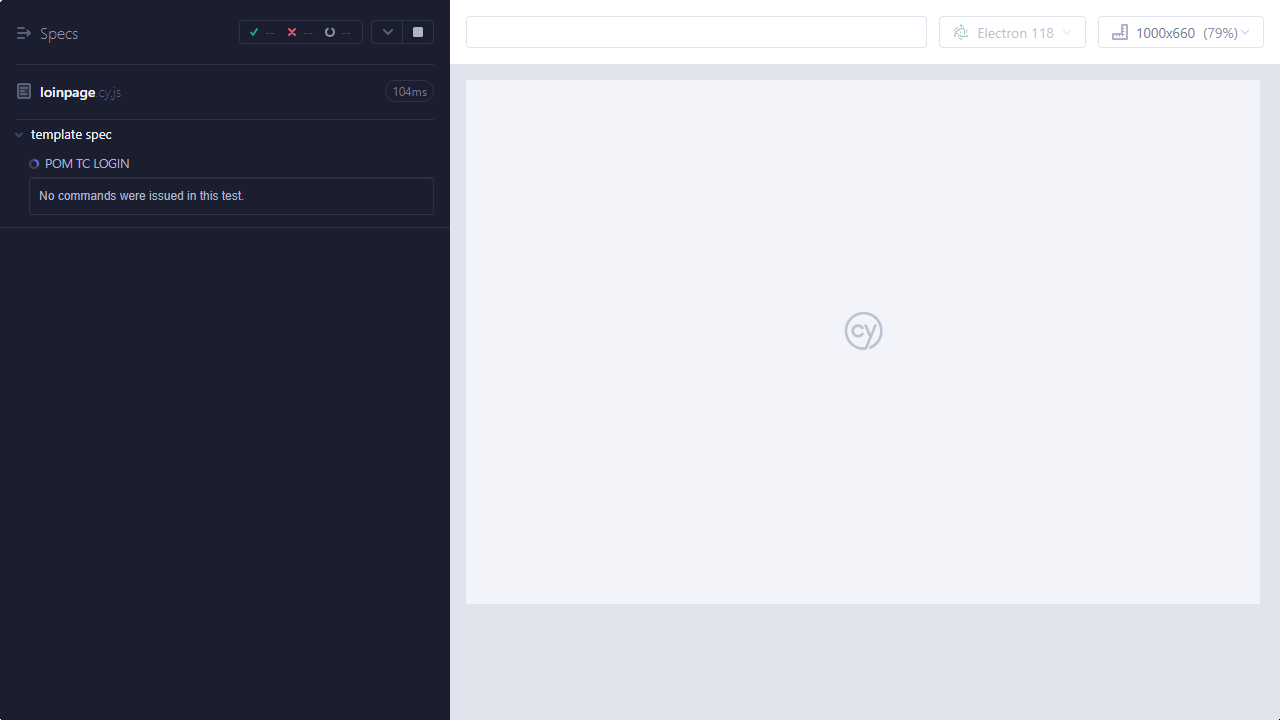 Specs
--
--
--
loinpage cy.js
104ms
template spec
POM TC LOGIN
No commands were issued in this test.
Electron 118
1000x660 (79%)
cy